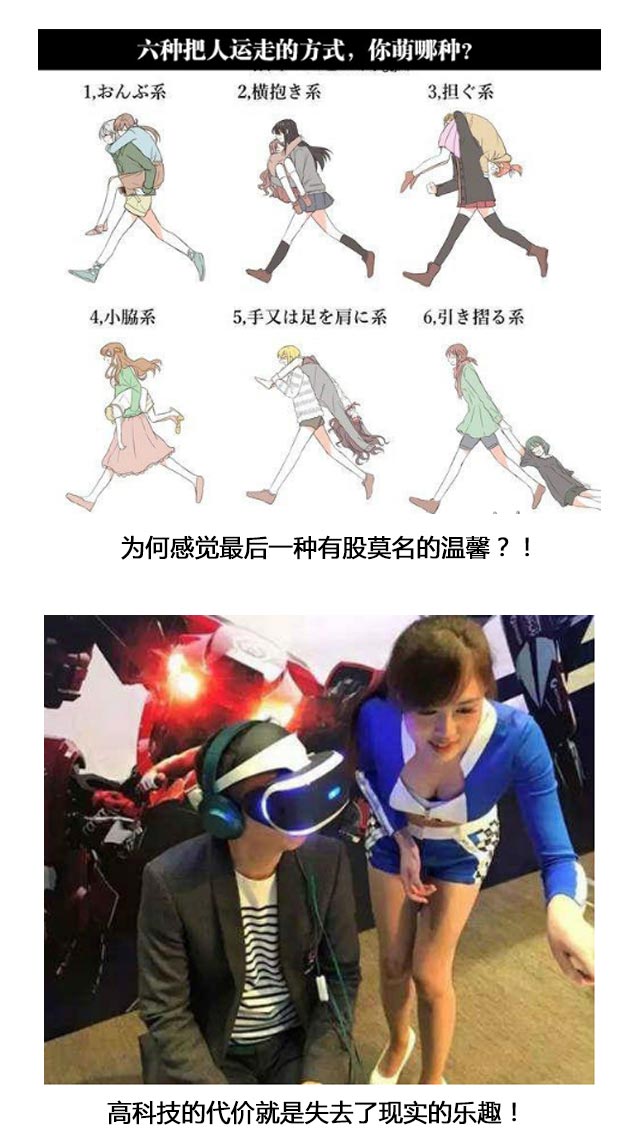 六种把人运走的方式，你萌哪种?
1,おんぶ系
2,横抱き系
3,担ぐ系
4,小脇系
5,手又は足を肩に系
6,引き摺る系
为何感觉最后一种有股莫名的温馨？！
高科技的代价就是失去了现实的乐趣！